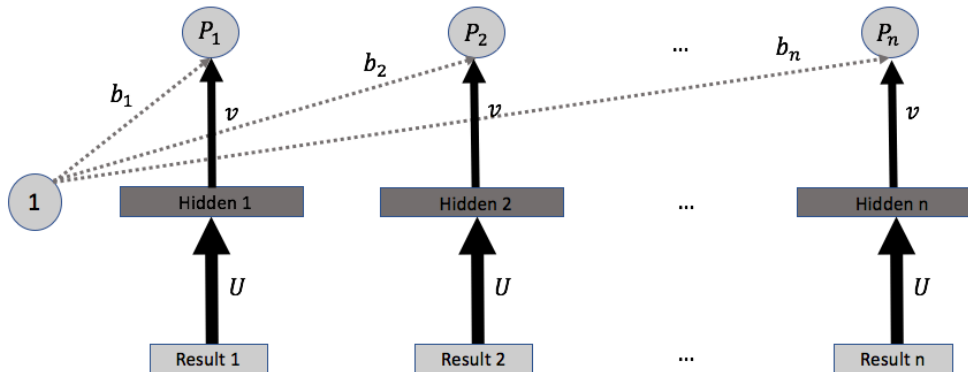 P₁ P₂ ... Pₙ
b₁ b₂ bₙ
v v v
1 Hidden 1 Hidden 2 ... Hidden n
U U U
Result 1 Result 2 ... Result n